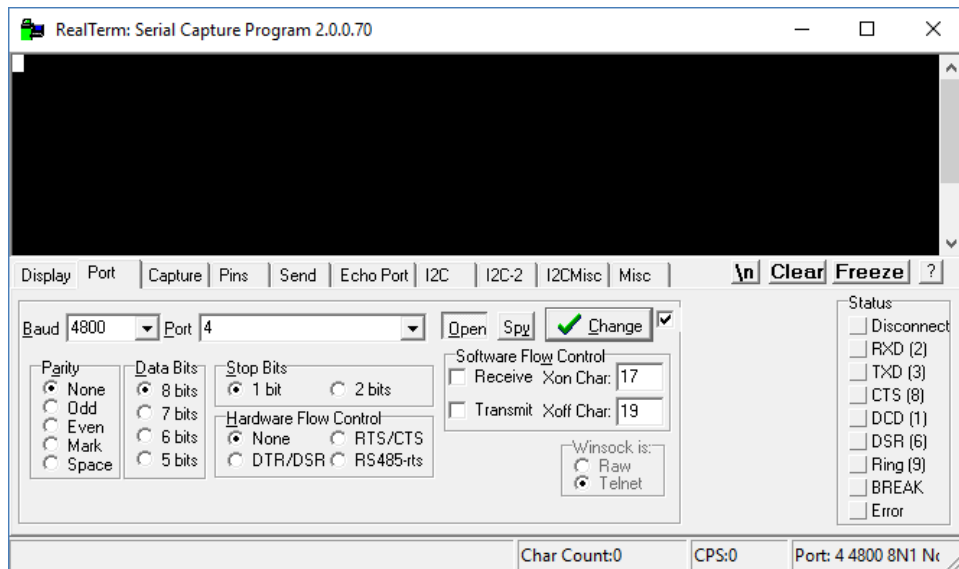 RealTerm: Serial Capture Program 2.0.0.70
Display Port Capture Pins Send Echo Port I2C I2C-2 I2CMisc Misc \n Clear Freeze ?
Baud 4800 Port 4 Open Spy Change
Status
Disconnect
RXD (2)
TXD (3)
CTS (8)
DCD (1)
DSR (6)
Ring (9)
BREAK
Error
Parity
None
Odd
Even
Mark
Space
Data Bits
8 bits
7 bits
6 bits
5 bits
Stop Bits
1 bit 2 bits
Hardware Flow Control
None RTS/CTS
DTR/DSR RS485-rts
Software Flow Control
Receive Xon Char: 17
Transmit Xoff Char: 19
Winsock is:
Raw
Telnet
Char Count:0 CPS:0 Port: 4 4800 8N1